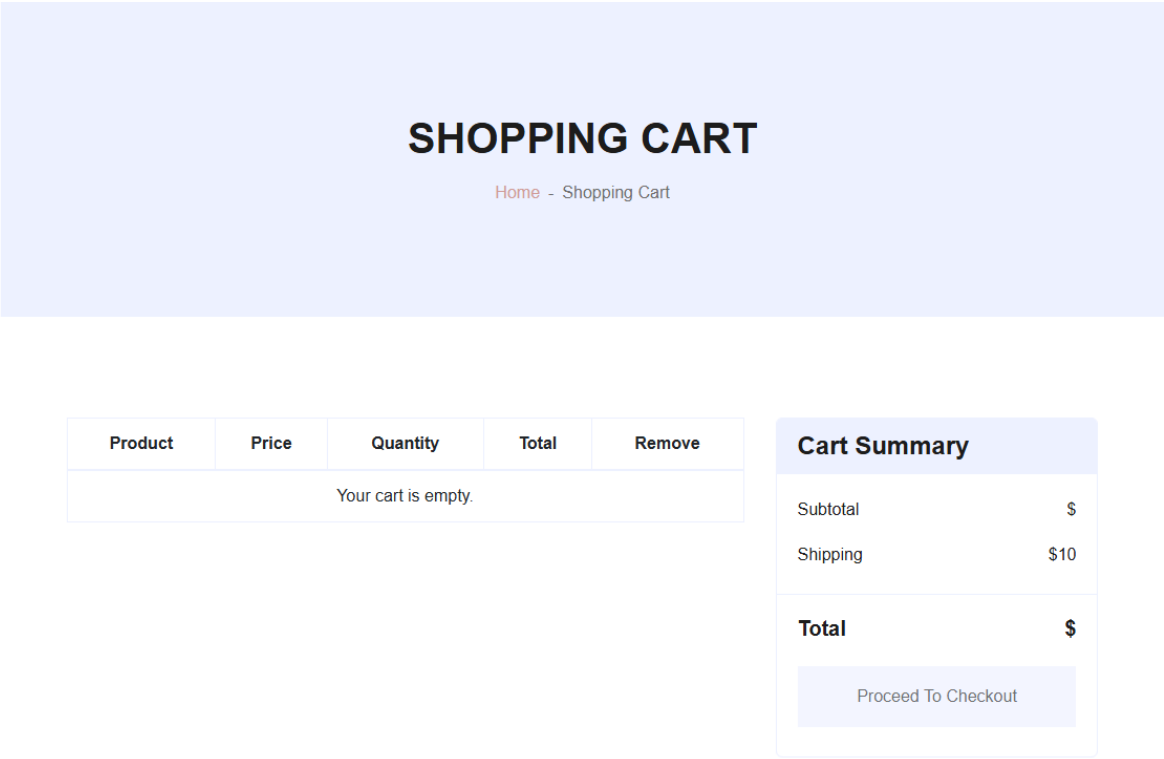 SHOPPING CART
Home - Shopping Cart
Product Price Quantity Total Remove
Your cart is empty.
Cart Summary
Subtotal $
Shipping $10
Total $
Proceed To Checkout